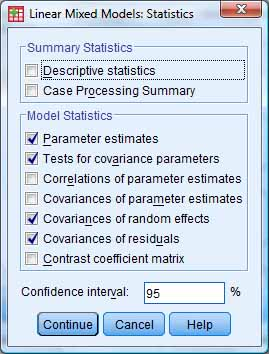 Linear Mixed Models: Statistics
Summary Statistics
Descriptive statistics
Case Processing Summary
Model Statistics
Parameter estimates
Tests for covariance parameters
Correlations of parameter estimates
Covariances of parameter estimates
Covariances of random effects
Covariances of residuals
Contrast coefficient matrix
Confidence interval: 95 %
Continue Cancel Help